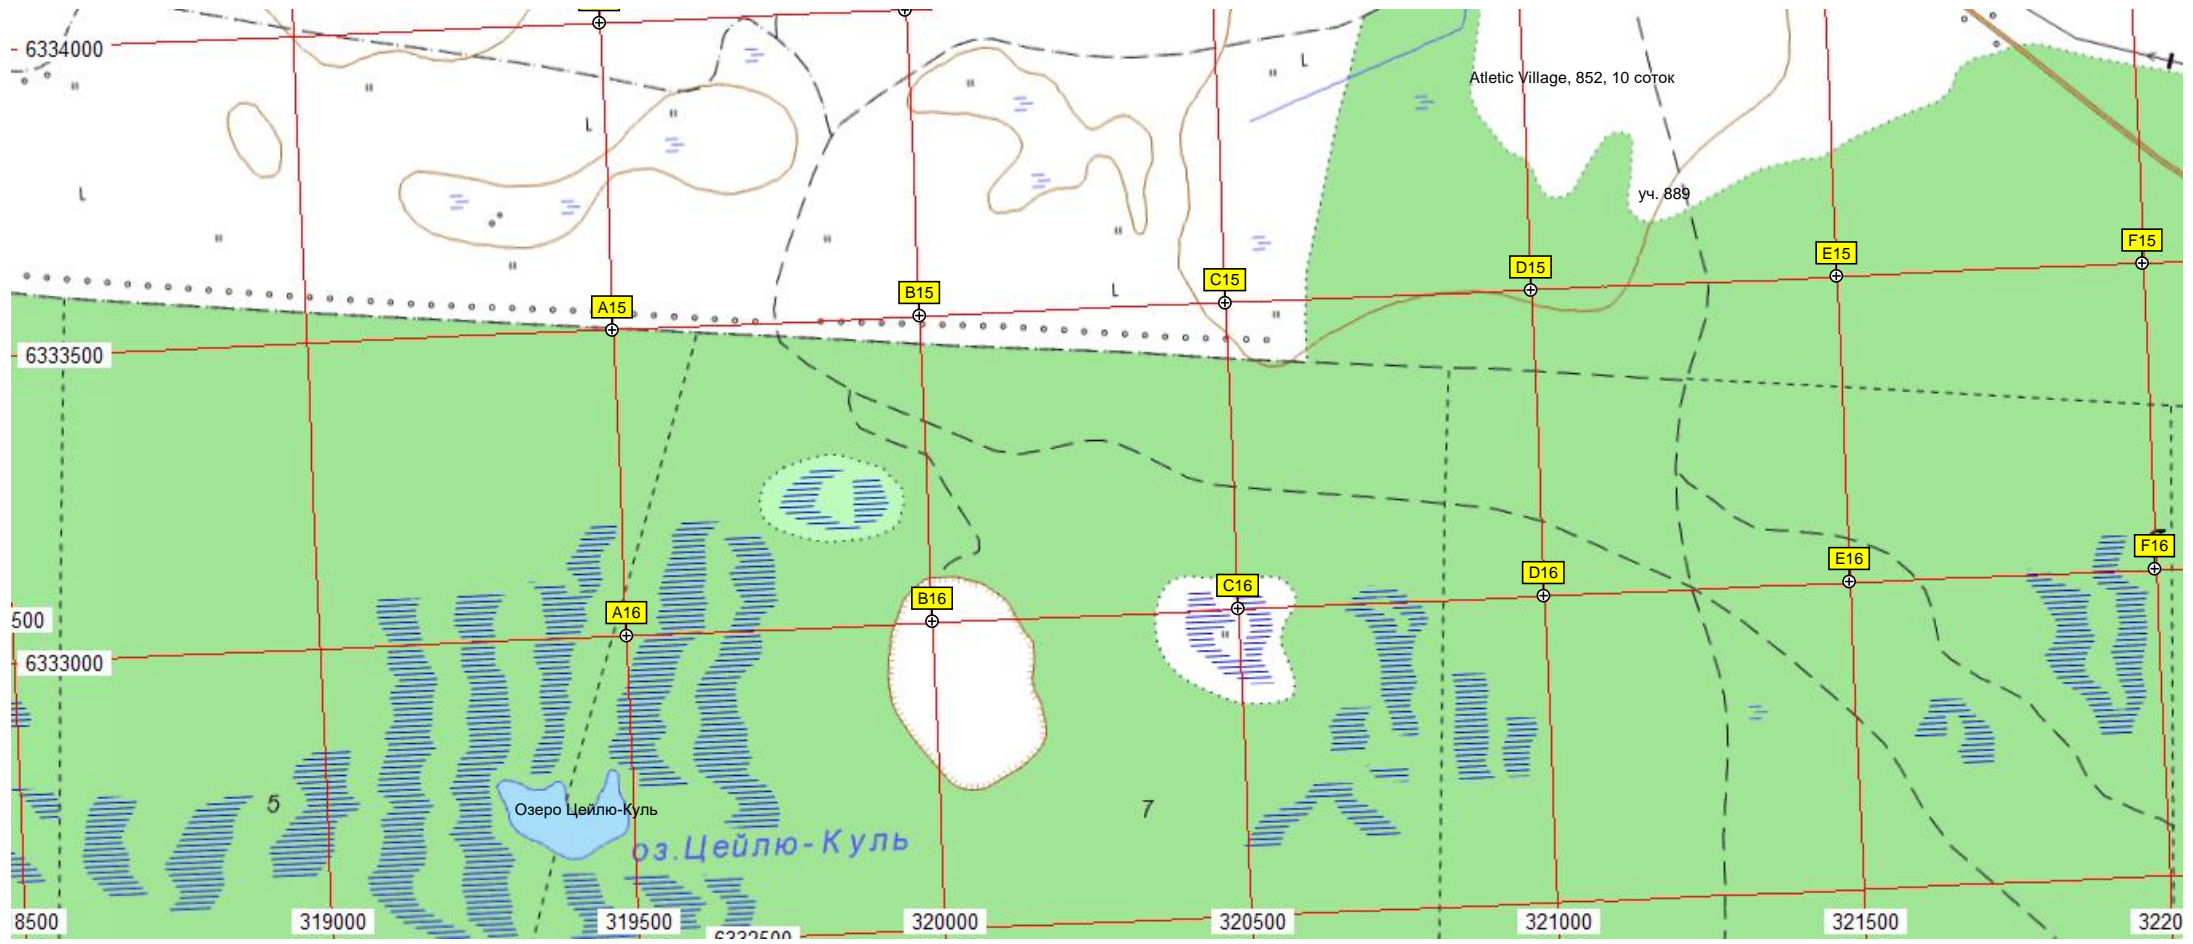 6334000
Atletic Village, 852, 10 соток
уч. 889
F15
E15
D15
C15
B15
A15
6333500
F16
E16
D16
C16
B16
A16
500
6333000
5
7
Озеро Цейлю-Куль
оз.Цейлю-Куль
8500
319000
319500
320000
320500
321000
321500
3220
6332500